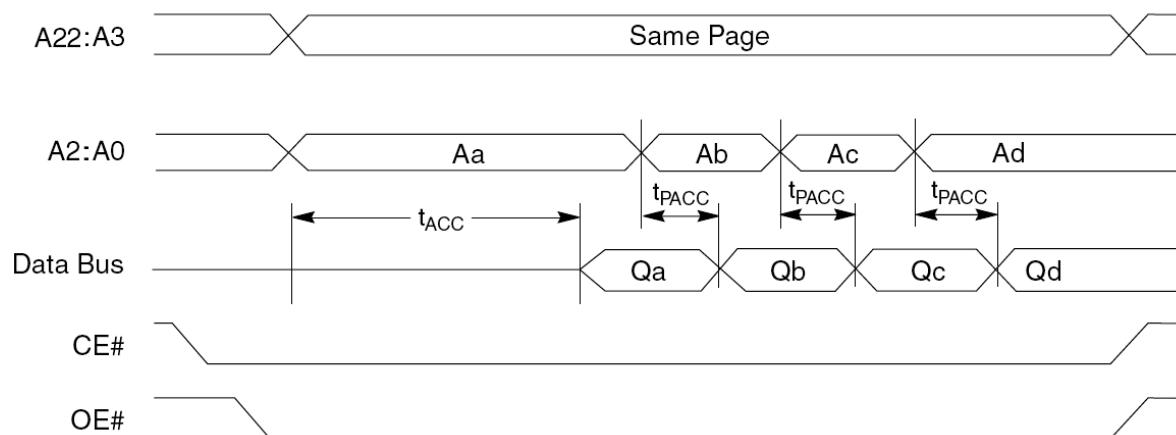 A22:A3 Same Page
A2:A0 Aa Ab Ac Ad
tPACC tPACC tPACC
tACC
Data Bus Qa Qb Qc Qd
CE#
OE#